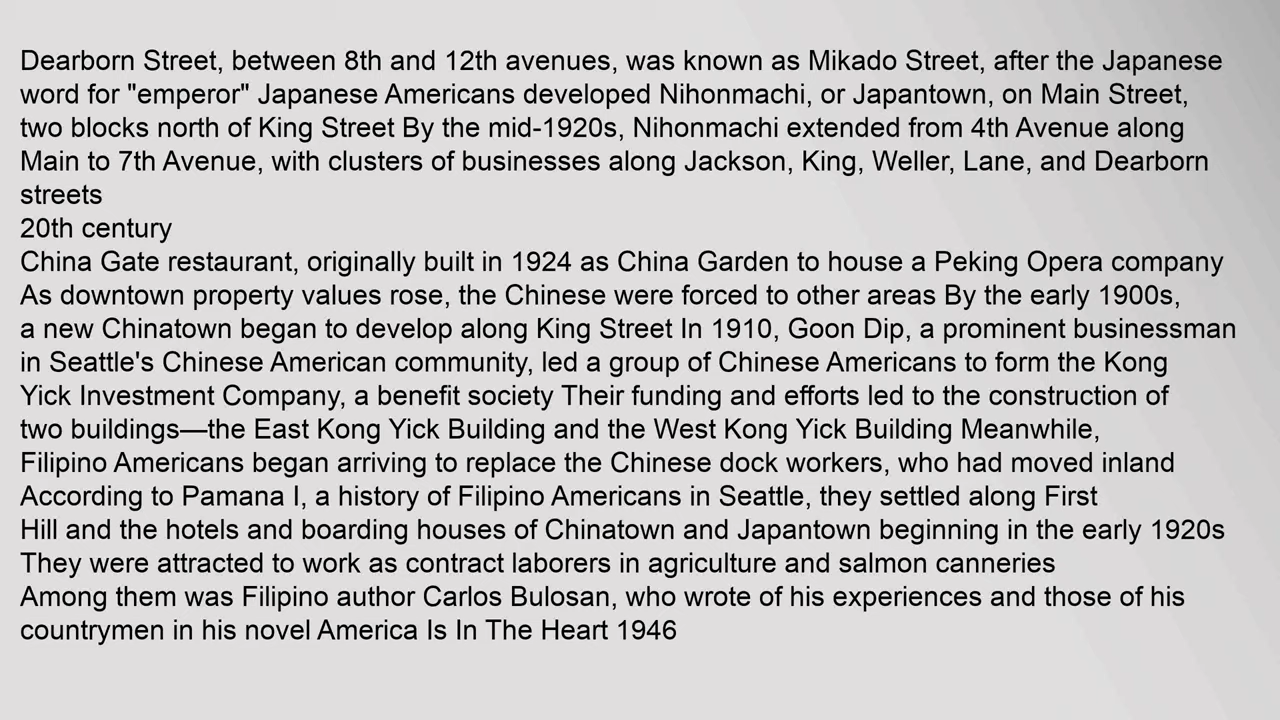 Dearborn Street, between 8th and 12th avenues, was known as Mikado Street, after the Japanese
word for "emperor" Japanese Americans developed Nihonmachi, or Japantown, on Main Street,
two blocks north of King Street By the mid-1920s, Nihonmachi extended from 4th Avenue along
Main to 7th Avenue, with clusters of businesses along Jackson, King, Weller, Lane, and Dearborn
streets
20th century
China Gate restaurant, originally built in 1924 as China Garden to house a Peking Opera company
As downtown property values rose, the Chinese were forced to other areas By the early 1900s,
a new Chinatown began to develop along King Street In 1910, Goon Dip, a prominent businessman
in Seattle's Chinese American community, led a group of Chinese Americans to form the Kong
Yick Investment Company, a benefit society Their funding and efforts led to the construction of
two buildings—the East Kong Yick Building and the West Kong Yick Building Meanwhile,
Filipino Americans began arriving to replace the Chinese dock workers, who had moved inland
According to Pamana I, a history of Filipino Americans in Seattle, they settled along First
Hill and the hotels and boarding houses of Chinatown and Japantown beginning in the early 1920s
They were attracted to work as contract laborers in agriculture and salmon canneries
Among them was Filipino author Carlos Bulosan, who wrote of his experiences and those of his
countrymen in his novel America Is In The Heart 1946